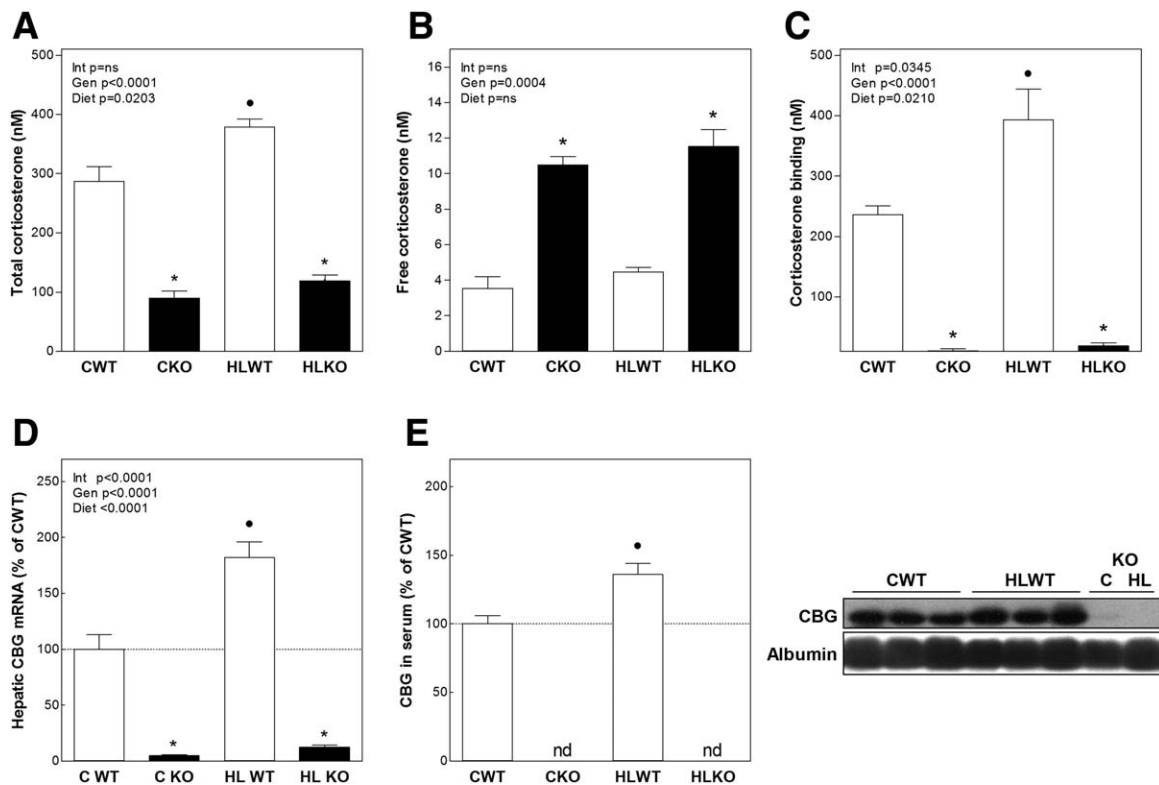 A
Total corticosterone (nM)
500
400
300
200
100
0
Int p=ns
Gen p<0.0001
Diet p=0.0203
*
•
*
CWT CKO HLWT HLKO
B
Free corticosterone (nM)
16
14
12
10
8
6
4
2
0
Int p=ns
Gen p=0.0004
Diet p=ns
*
*
CWT CKO HLWT HLKO
C
Corticosterone binding (nM)
500
400
300
200
100
Int p=0.0345
Gen p<0.0001
Diet p=0.0210
*
•
*
CWT CKO HLWT HLKO
D
Hepatic CBG mRNA (% of CWT)
250
200
150
100
50
0
Int p<0.0001
Gen p<0.0001
Diet <0.0001
*
•
*
C WT C KO HL WT HL KO
E
CBG in serum (% of CWT)
200
150
100
50
0
•
nd nd
CWT CKO HLWT HLKO
KO
CWT HLWT C HL
CBG
Albumin